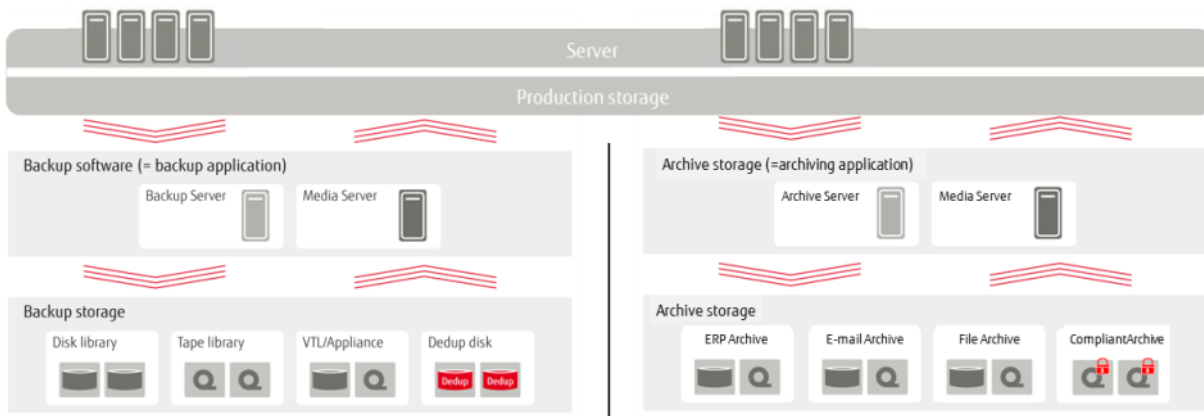 Server
Production storage
Backup software (= backup application)
Backup Server
Media Server
Backup storage
Disk library
Tape library
VTL/Appliance
Dedup disk
Dedup
Dedup
Archive storage (=archiving application)
Archive Server
Media Server
Archive storage
ERP Archive
E-mail Archive
File Archive
CompliantArchive